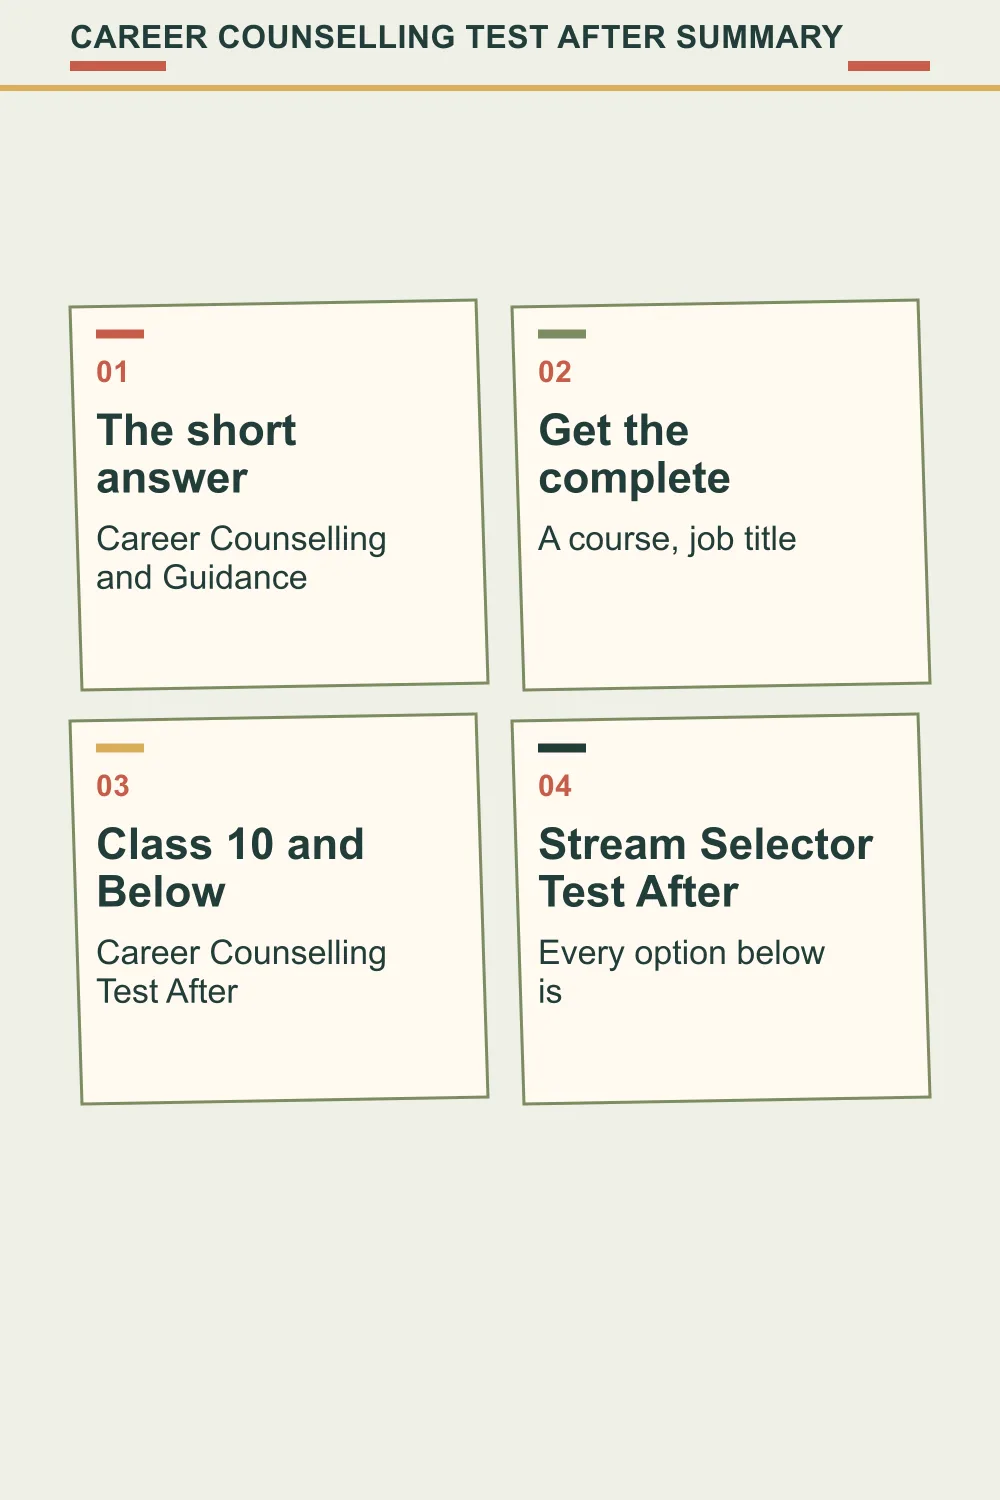 CAREER COUNSELLING TEST AFTER SUMMARY
01
The short
answer
Career Counselling
and Guidance
02
Get the
complete
A course, job title
03
Class 10 and
Below
Career Counselling
Test After
04
Stream Selector
Test After
Every option below
is